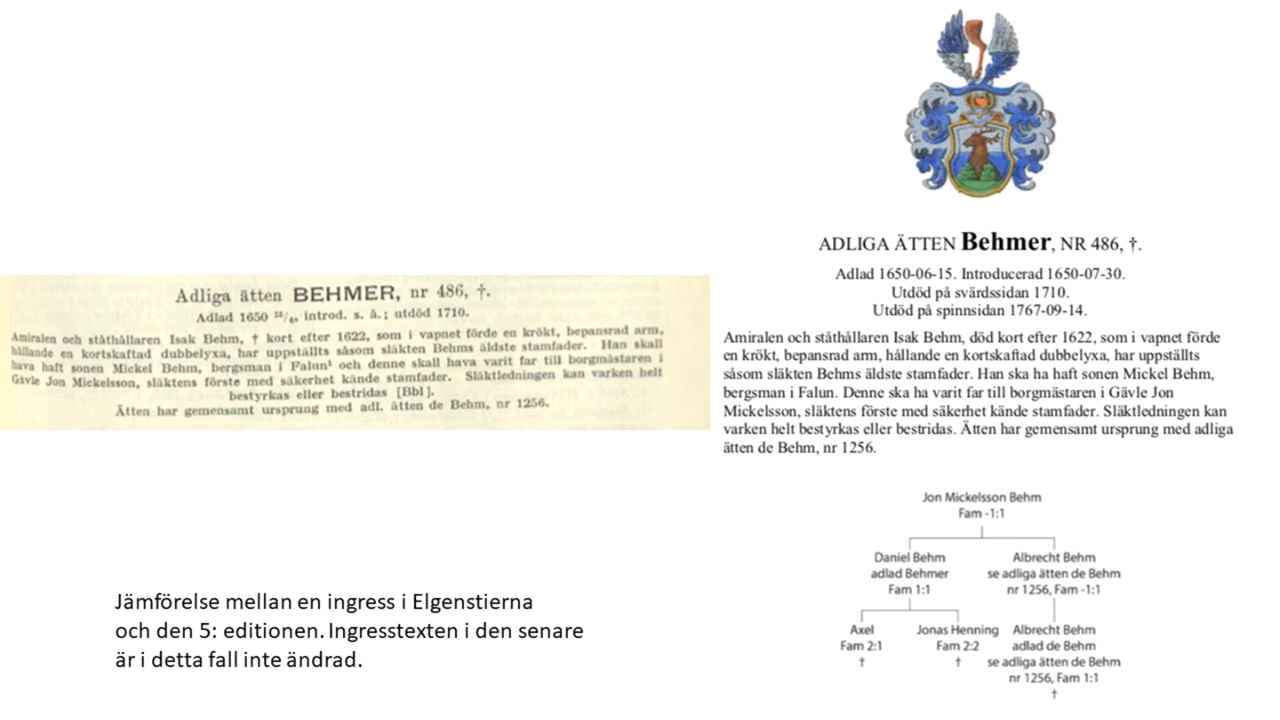 Adliga ätten BEHMER, nr 486, †.
Adlad 1650 15/6, introd. s. å.; utdöd 1710.
Amiralen och ståthållaren Isak Behm, † kort efter 1622, som i vapnet förde en krökt, bepansrad arm,
hållande en kortskaftad dubbelyxa, har uppställts såsom släkten Behms äldste stamfader. Han skall
hava haft sonen Mickel Behm, bergsman i Falun¹ och denne skall hava varit far till borgmästaren i
Gävle Jon Mickelsson, släktens förste med säkerhet kände stamfader. Släktledningen kan varken helt
bestyrkas eller bestridas [Bbl].
Ätten har gemensamt ursprung med adl. ätten de Behm, nr 1256.
Jämförelse mellan en ingress i Elgenstierna
och den 5: editionen. Ingresstexten i den senare
är i detta fall inte ändrad.
ADLIGA ÄTTEN Behmer, NR 486, †.
Adlad 1650-06-15. Introducerad 1650-07-30.
Utdöd på svärdssidan 1710.
Utdöd på spinnsidan 1767-09-14.
Amiralen och ståthållaren Isak Behm, död kort efter 1622, som i vapnet förde
en krökt, bepansrad arm, hållande en kortskaftad dubbelyxa, har uppställts
såsom släkten Behms äldste stamfader. Han ska ha haft sonen Mickel Behm,
bergsman i Falun. Denne ska ha varit far till borgmästaren i Gävle Jon
Mickelsson, släktens förste med säkerhet kände stamfader. Släktledningen kan
varken helt bestyrkas eller bestridas. Ätten har gemensamt ursprung med adliga
ätten de Behm, nr 1256.
Jon Mickelsson Behm
Fam -1:1
Daniel Behm
adlad Behmer
Fam 1:1
Albrecht Behm
se adliga ätten de Behm
nr 1256, Fam -1:1
Axel
Fam 2:1
†
Jonas Henning
Fam 2:2
†
Albrecht Behm
adlad de Behm
se adliga ätten de Behm
nr 1256, Fam 1:1
†